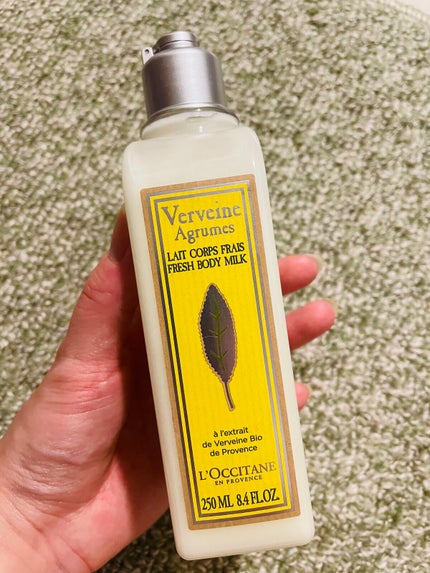 Verveine
Agrumes
LAIT CORPS FRAIS
FRESH BODY MILK
à l'extrait
de Verveine Bio
de Provence
L'OCCITANE
EN PROVENCE
250 ML 8.4 FL.OZ.